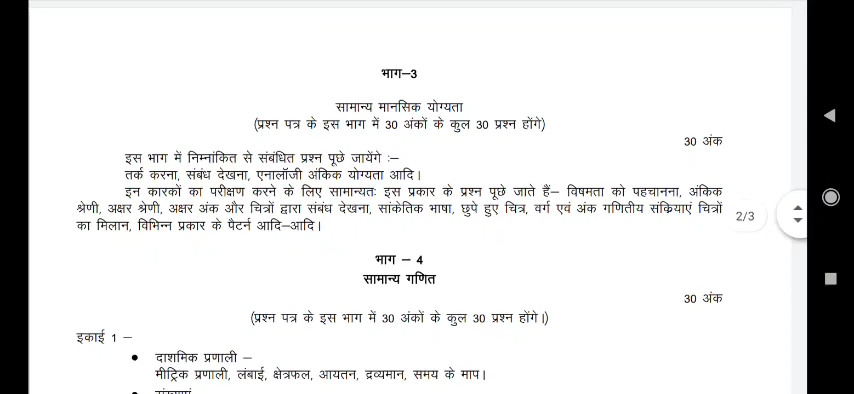 भाग–3
सामान्य मानसिक योग्यता
(प्रश्न पत्र के इस भाग में 30 अंकों के कुल 30 प्रश्न होंगे)
30 अंक
इस भाग में निम्नांकित से संबंधित प्रश्न पूछे जायेंगे :–
तर्क करना, संबंध देखना, एनालॉजी अंकिक योग्यता आदि।
इन कारकों का परीक्षण करने के लिए सामान्यतः इस प्रकार के प्रश्न पूछे जाते हैं– विषमता को पहचानना, अंकिक
श्रेणी, अक्षर श्रेणी, अक्षर अंक और चित्रों द्वारा संबंध देखना, सांकेतिक भाषा, छुपे हुए चित्र, वर्ग एवं अंक गणितीय संक्रियाएं चित्रों
का मिलान, विभिन्न प्रकार के पैटर्न आदि–आदि।
2/3
भाग – 4
सामान्य गणित
30 अंक
(प्रश्न पत्र के इस भाग में 30 अंकों के कुल 30 प्रश्न होंगे।)
इकाई 1 –
• दाशमिक प्रणाली –
मीट्रिक प्रणाली, लंबाई, क्षेत्रफल, आयतन, द्रव्यमान, समय के माप।